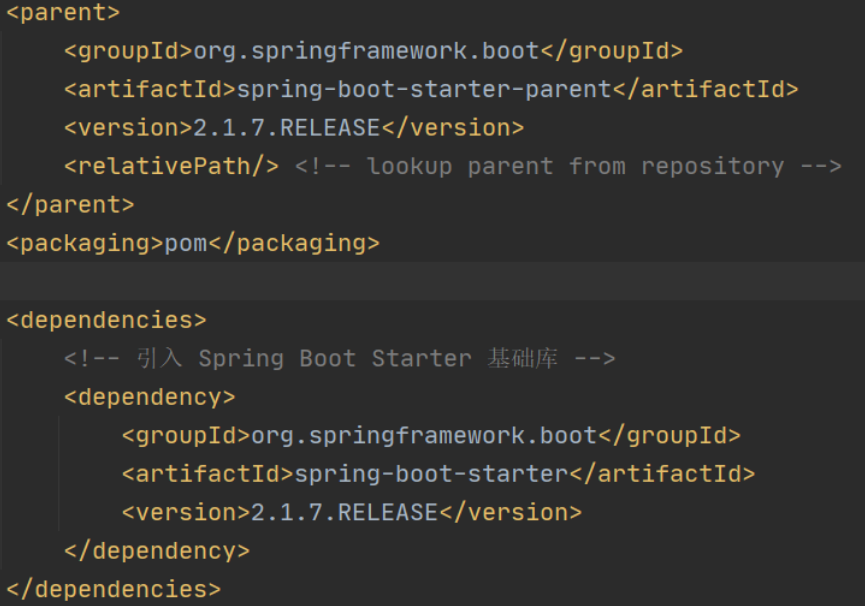 <parent>
<groupId>org.springframework.boot</groupId>
<artifactId>spring-boot-starter-parent</artifactId>
<version>2.1.7.RELEASE</version>
<relativePath/> <!-- lookup parent from repository -->
</parent>
<packaging>pom</packaging>
<dependencies>
<!-- 引入 Spring Boot Starter 基础库 -->
<dependency>
<groupId>org.springframework.boot</groupId>
<artifactId>spring-boot-starter</artifactId>
<version>2.1.7.RELEASE</version>
</dependency>
</dependencies>